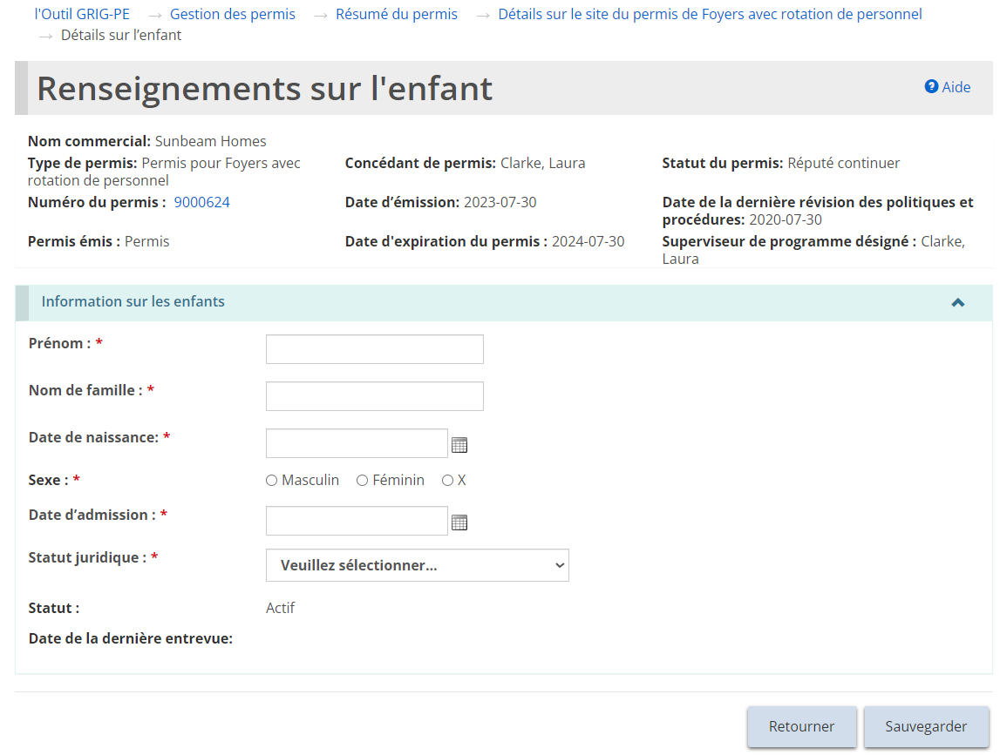 l'Outil GRIG-PE → Gestion des permis → Résumé du permis → Détails sur le site du permis de Foyers avec rotation de personnel
→ Détails sur l’enfant
Renseignements sur l'enfant
Aide
Nom commercial: Sunbeam Homes
Type de permis: Permis pour Foyers avec rotation de personnel
Concédant de permis: Clarke, Laura
Statut du permis: Réputé continuer
Numéro du permis : 9000624
Date d’émission: 2023-07-30
Date de la dernière révision des politiques et procédures: 2020-07-30
Permis émis : Permis
Date d'expiration du permis : 2024-07-30
Superviseur de programme désigné : Clarke, Laura
Information sur les enfants
Prénom : *
Nom de famille : *
Date de naissance: *
Sexe : * Masculin Féminin X
Date d’admission : *
Statut juridique : * Veuillez sélectionner...
Statut : Actif
Date de la dernière entrevue:
Retourner Sauvegarder